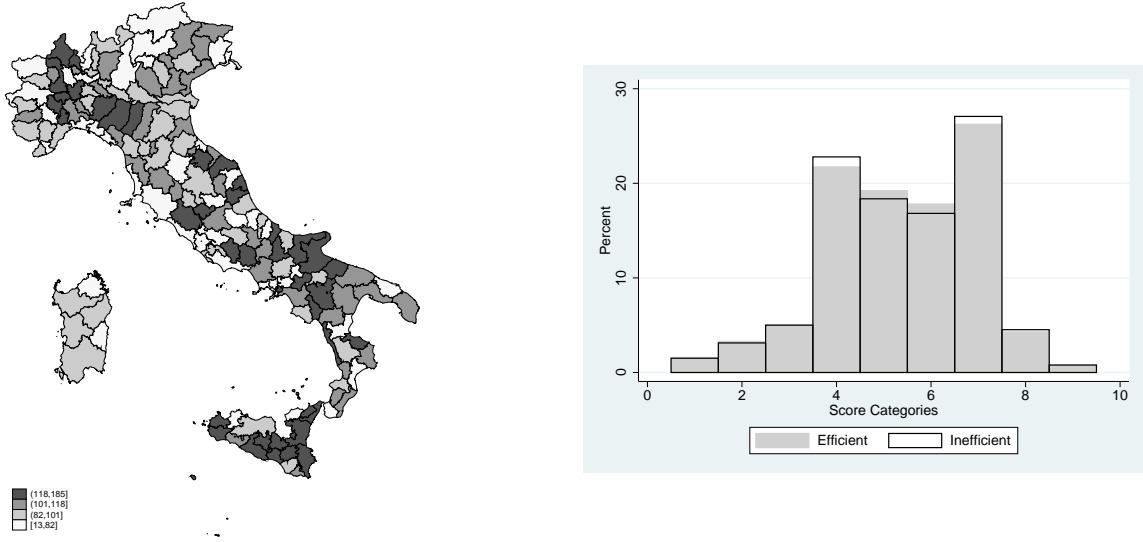 (118,185]
(101,118]
(82,101]
[13,82]
30
20
10
0
Percent
0 2 4 6 8 10
Score Categories
Efficient Inefficient